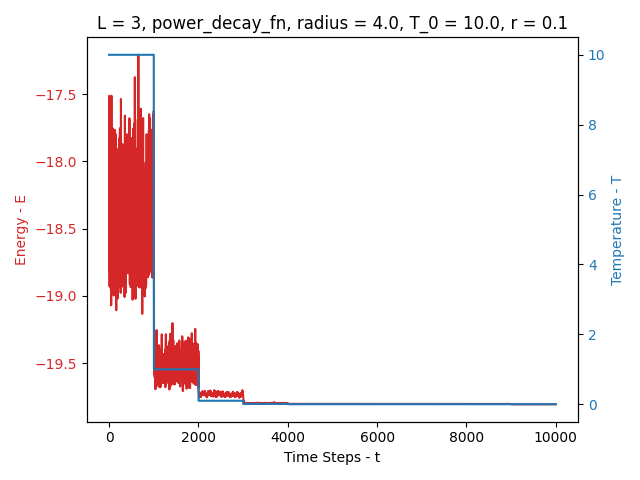 L = 3, power_decay_fn, radius = 4.0, T_0 = 10.0, r = 0.1
Energy - E
−17.5
−18.0
−18.5
−19.0
−19.5
10
8
6
4
2
0
Temperature - T
0 2000 4000 6000 8000 10000
Time Steps - t